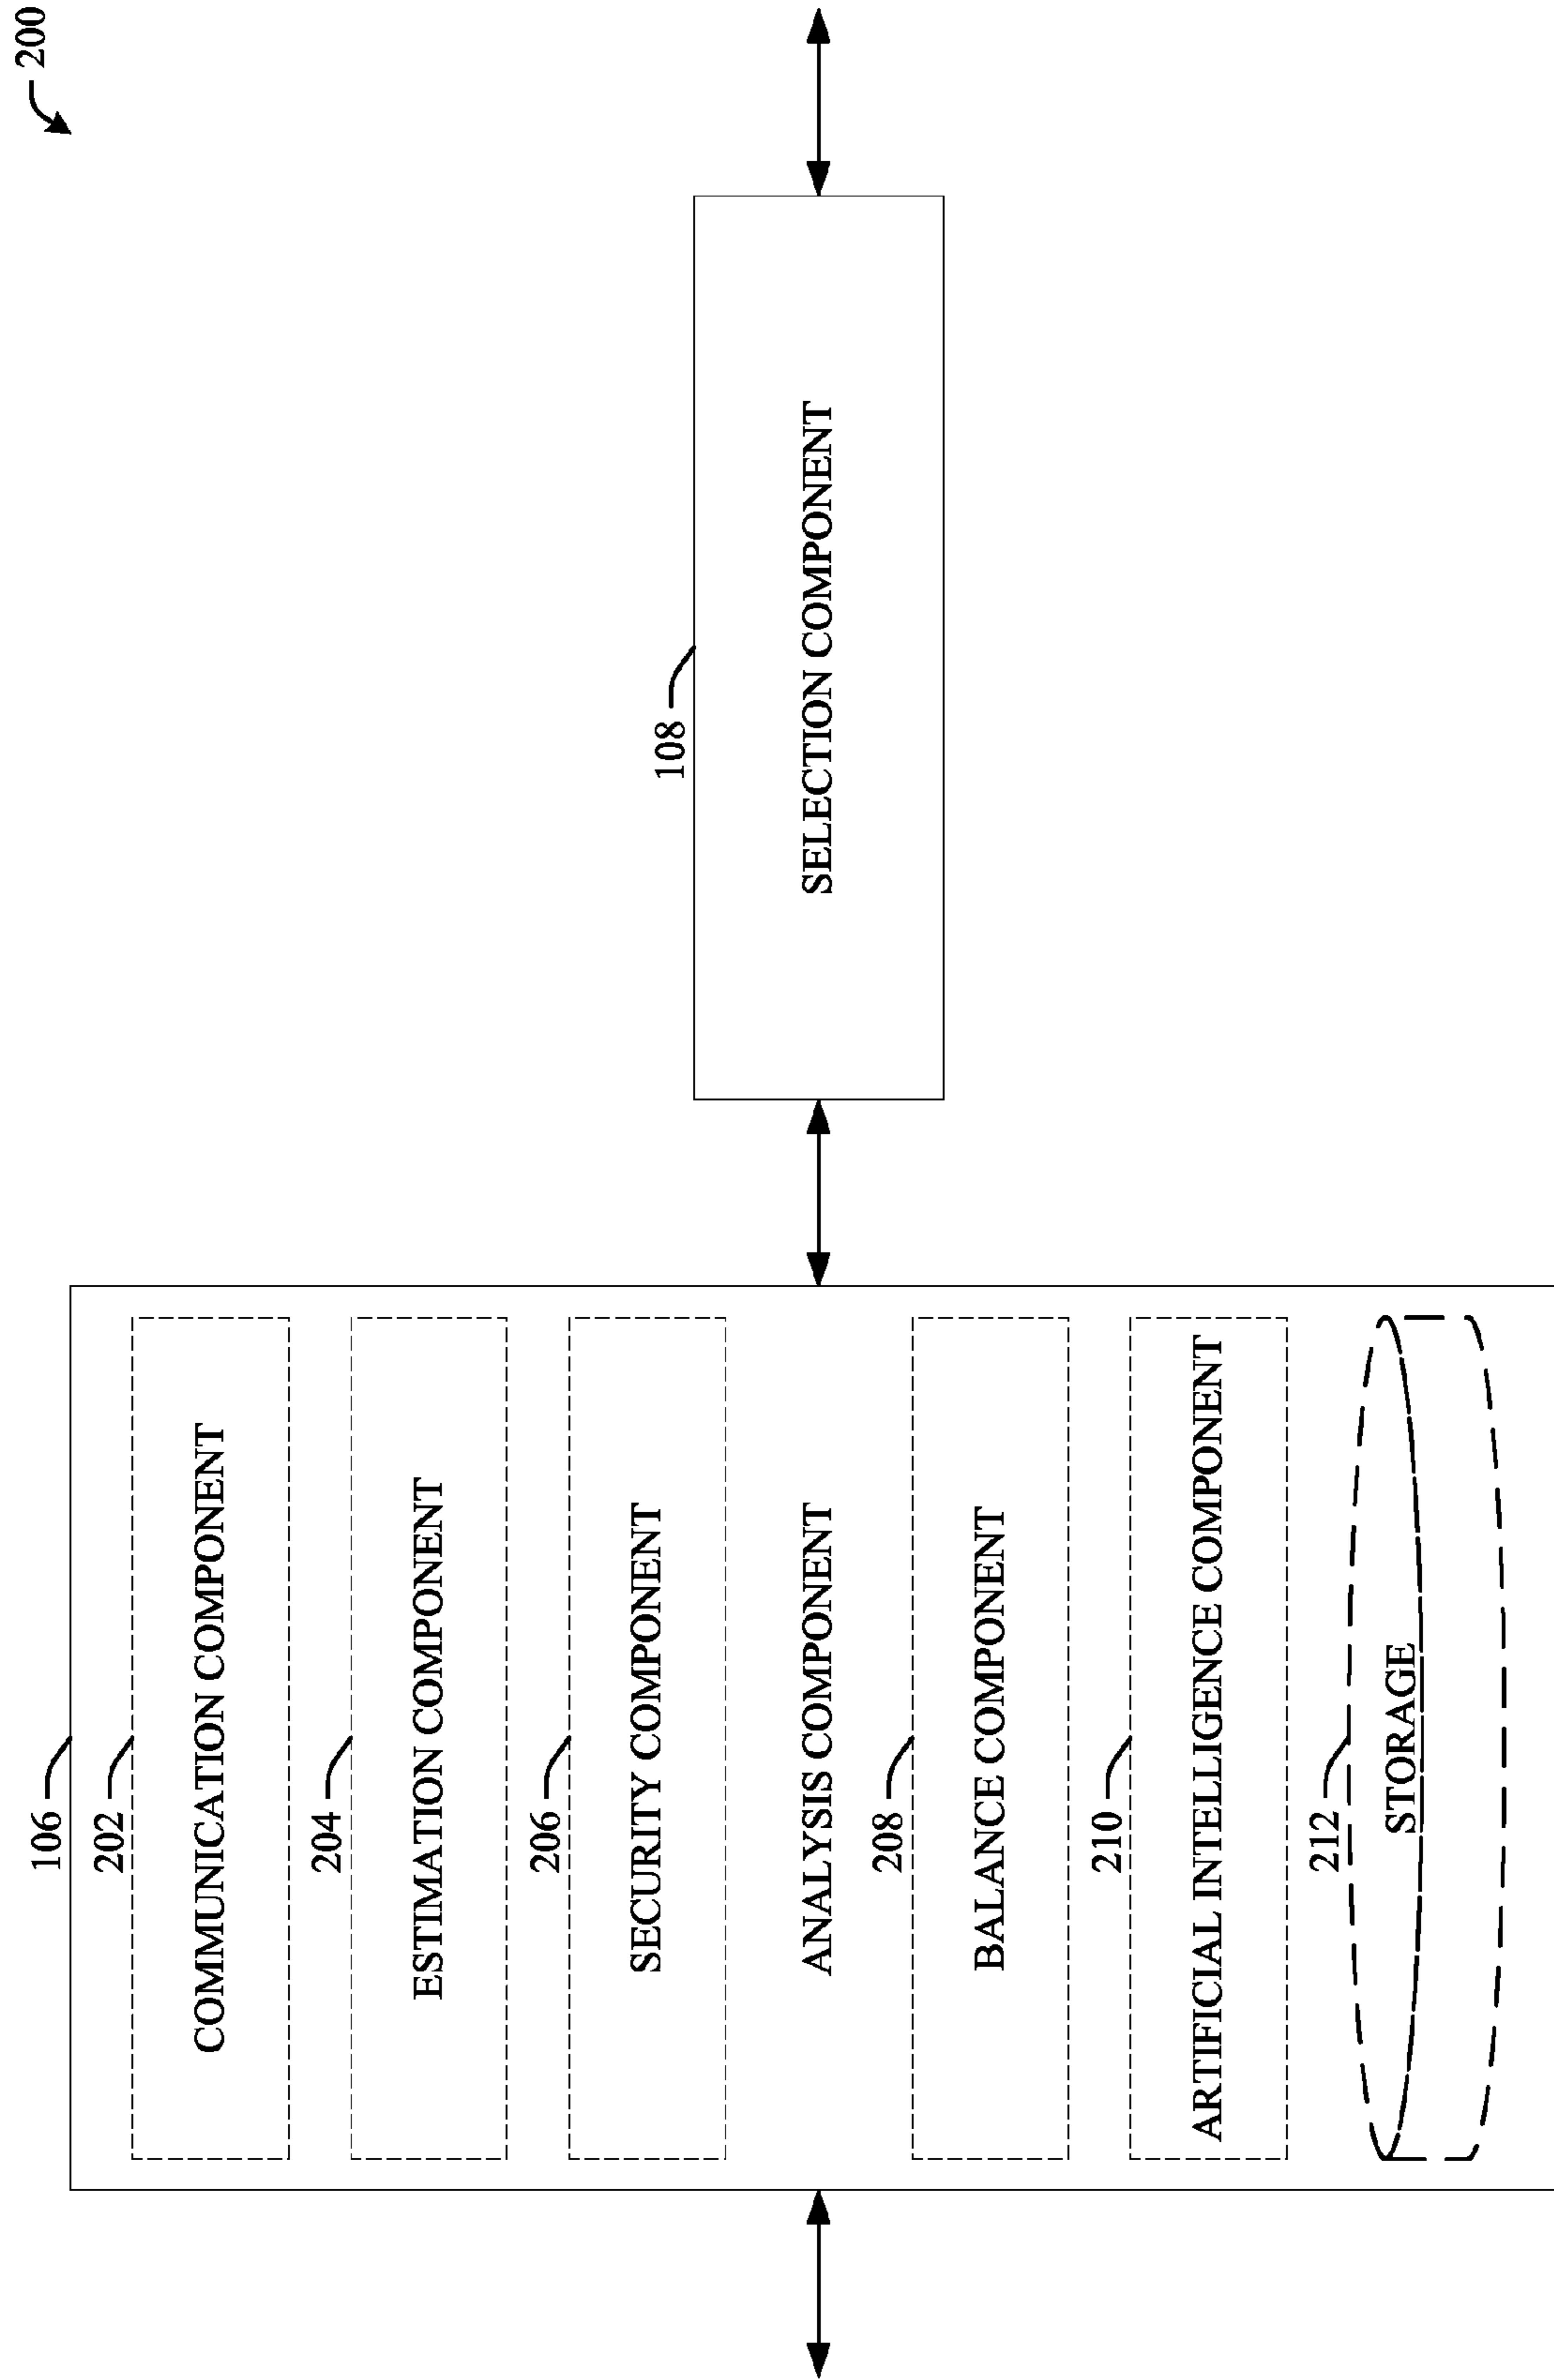 200
106
202
COMMUNICATION COMPONENT
204
ESTIMATION COMPONENT
206
SECURITY COMPONENT
ANALYSIS COMPONENT
208
BALANCE COMPONENT
210
ARTIFICIAL INTELLIGENCE COMPONENT
212
STORAGE
108
SELECTION COMPONENT